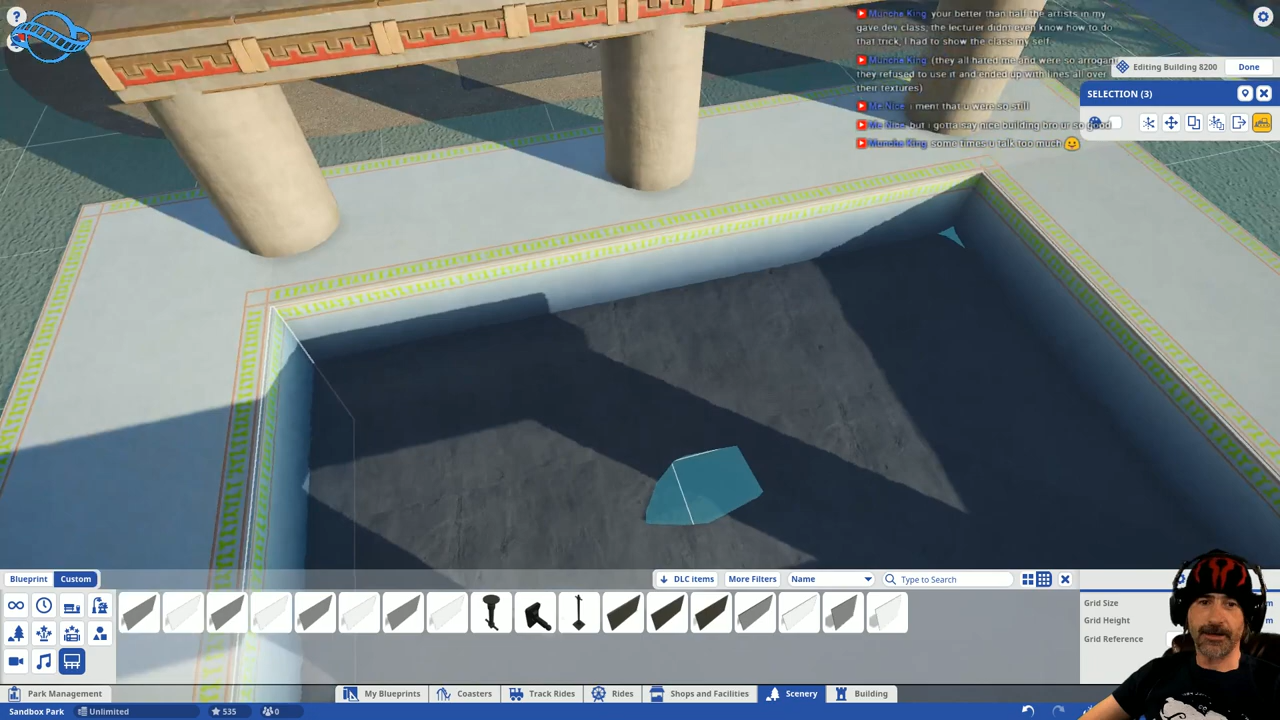 ?
Munche King your better than half the artists in my
gave dev class, the lecturer didnt even know how to
do that trick, I had to show the class my self.
Munche King (they all hated me and were so arrogant
they refused to use it and ended up with lines all over
their textures)
Me Nice i ment that u were so still
Me Nice but i gotta say nice building bro ur so good
Munche King some times u talk too much
Editing Building 8200 Done
SELECTION (3)
Blueprint Custom
DLC items More Filters Name Type to Search
Grid Size m
Grid Height m
Grid Reference
Park Management My Blueprints Coasters Track Rides Rides Shops and Facilities Scenery Building
Sandbox Park Unlimited 535 0